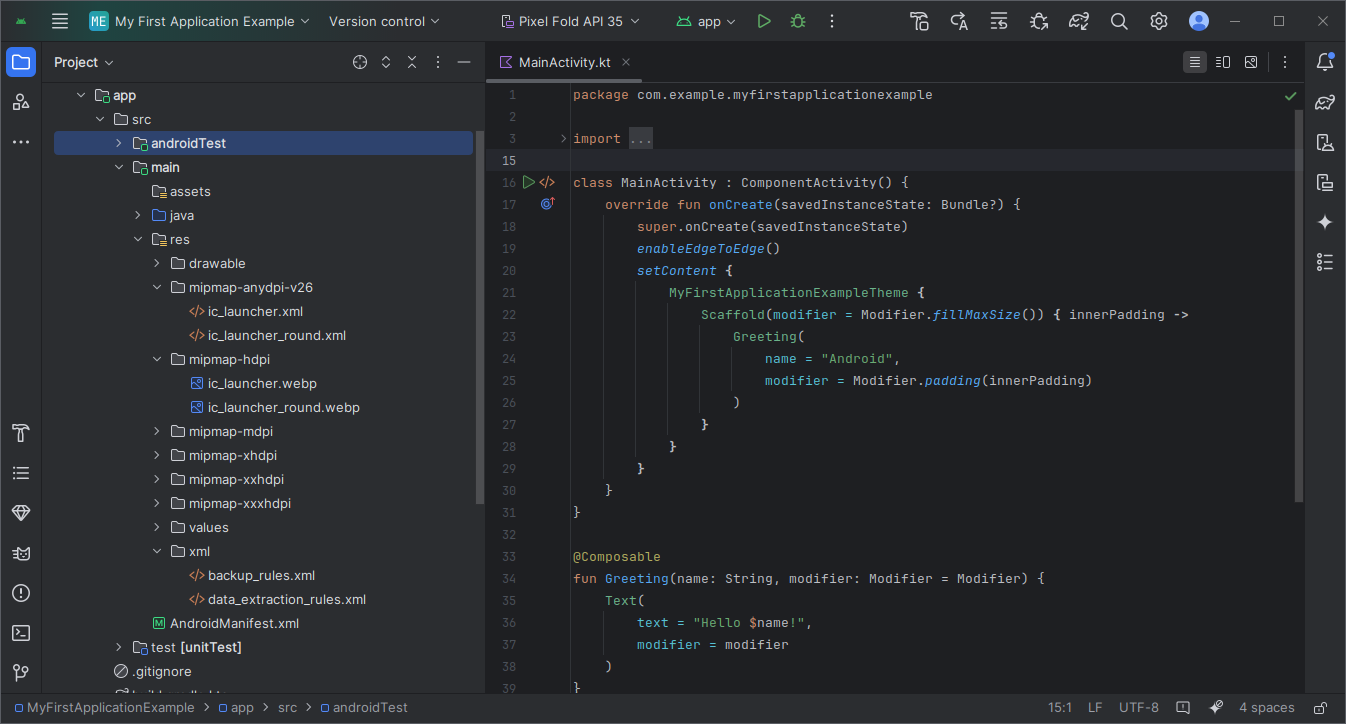 ME My First Application Example Version control Pixel Fold API 35 app
Project
MainActivity.kt
app
src
androidTest
main
assets
java
res
drawable
mipmap-anydpi-v26
ic_launcher.xml
ic_launcher_round.xml
mipmap-hdpi
ic_launcher.webp
ic_launcher_round.webp
mipmap-mdpi
mipmap-xhdpi
mipmap-xxhdpi
mipmap-xxxhdpi
values
xml
backup_rules.xml
data_extraction_rules.xml
AndroidManifest.xml
test [unitTest]
.gitignore
1 package com.example.myfirstapplicationexample
2
3 import ...
15
16 class MainActivity : ComponentActivity() {
17 override fun onCreate(savedInstanceState: Bundle?) {
18 super.onCreate(savedInstanceState)
19 enableEdgeToEdge()
20 setContent {
21 MyFirstApplicationExampleTheme {
22 Scaffold(modifier = Modifier.fillMaxSize()) { innerPadding ->
23 Greeting(
24 name = "Android",
25 modifier = Modifier.padding(innerPadding)
26 )
27 }
28 }
29 }
30 }
31 }
32
33 @Composable
34 fun Greeting(name: String, modifier: Modifier = Modifier) {
35 Text(
36 text = "Hello $name!",
37 modifier = modifier
38 )
39 }
MyFirstApplicationExample > app > src > androidTest 15:1 LF UTF-8 4 spaces